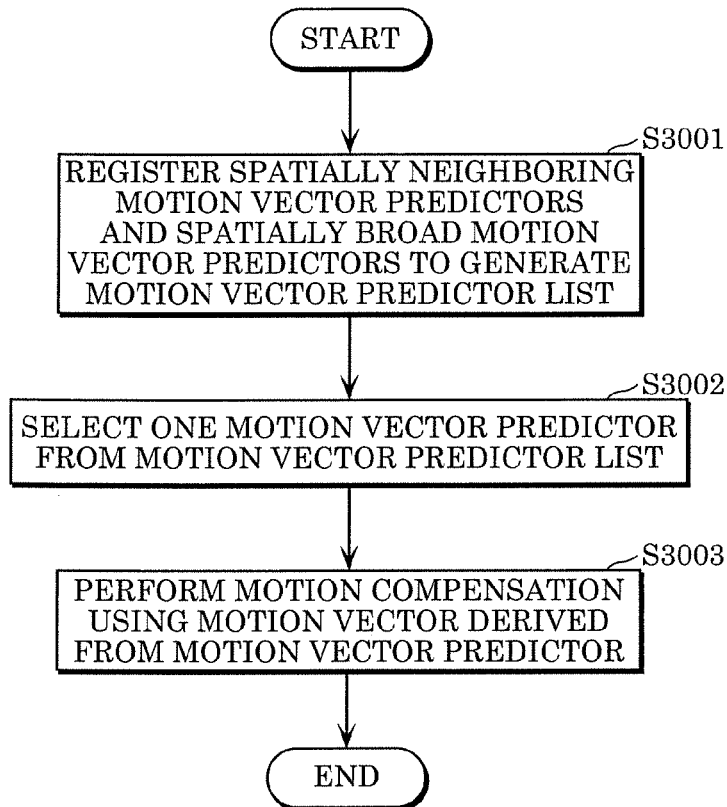 START
S3001
REGISTER SPATIALLY NEIGHBORING
MOTION VECTOR PREDICTORS
AND SPATIALLY BROAD MOTION
VECTOR PREDICTORS TO GENERATE
MOTION VECTOR PREDICTOR LIST
S3002
SELECT ONE MOTION VECTOR PREDICTOR
FROM MOTION VECTOR PREDICTOR LIST
S3003
PERFORM MOTION COMPENSATION
USING MOTION VECTOR DERIVED
FROM MOTION VECTOR PREDICTOR
END